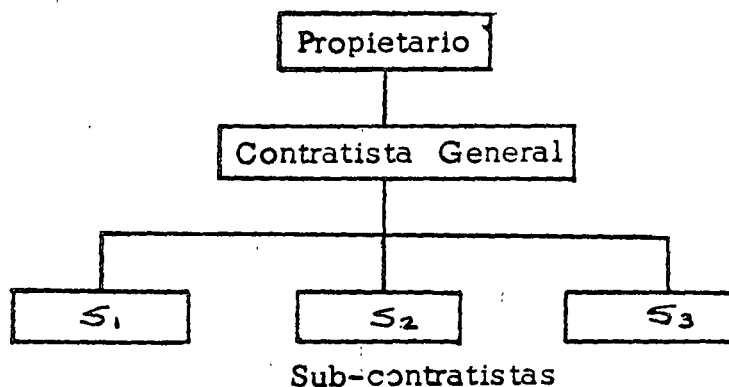 Propietario
Contratista General
S₁ S₂ S₃
Sub-contratistas